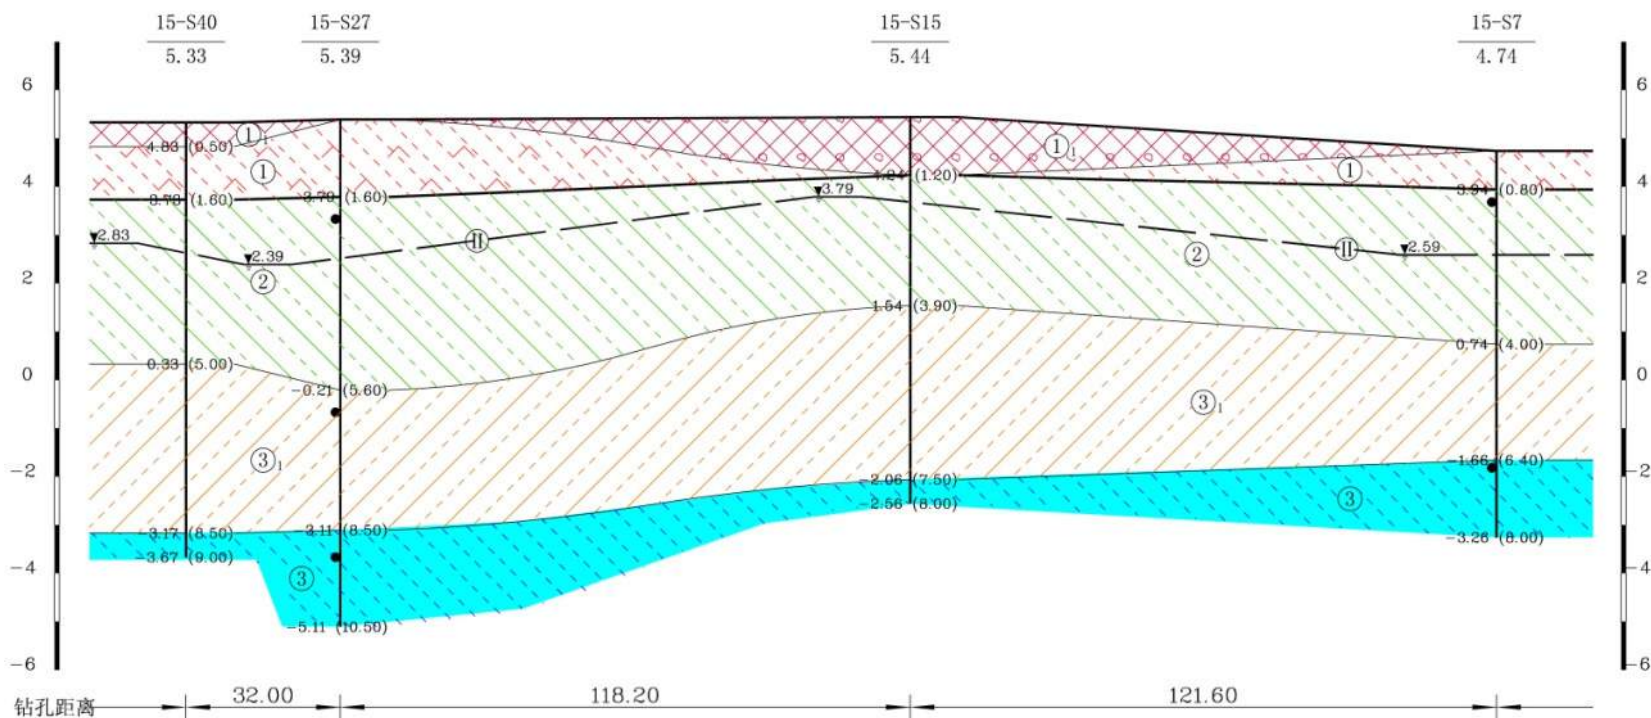 15-S40 15-S27 15-S15 15-S7
5.33 5.39 5.44 4.74
6 6
①₁ ①₁
4.83 (0.50)
① ①
4.24 (1.20)
4 4
3.73 (1.60) 3.79 (1.60) 3.79 3.94 (0.80)
2.83 2.39 Ⅱ ② Ⅱ 2.59
②
2 2
1.54 (3.90)
0.33 (5.00) 0.74 (4.00)
0 0
-0.21 (5.60)
③₁
③₁
-2 -2
-1.66 (6.40)
-2.06 (7.50)
-2.56 (8.00) ③
-3.17 (8.50) -3.11 (8.50)
-3.26 (8.00)
-3.67 (9.00)
③
-4 -4
-5.11 (10.50)
-6 -6
钻孔距离 32.00 118.20 121.60